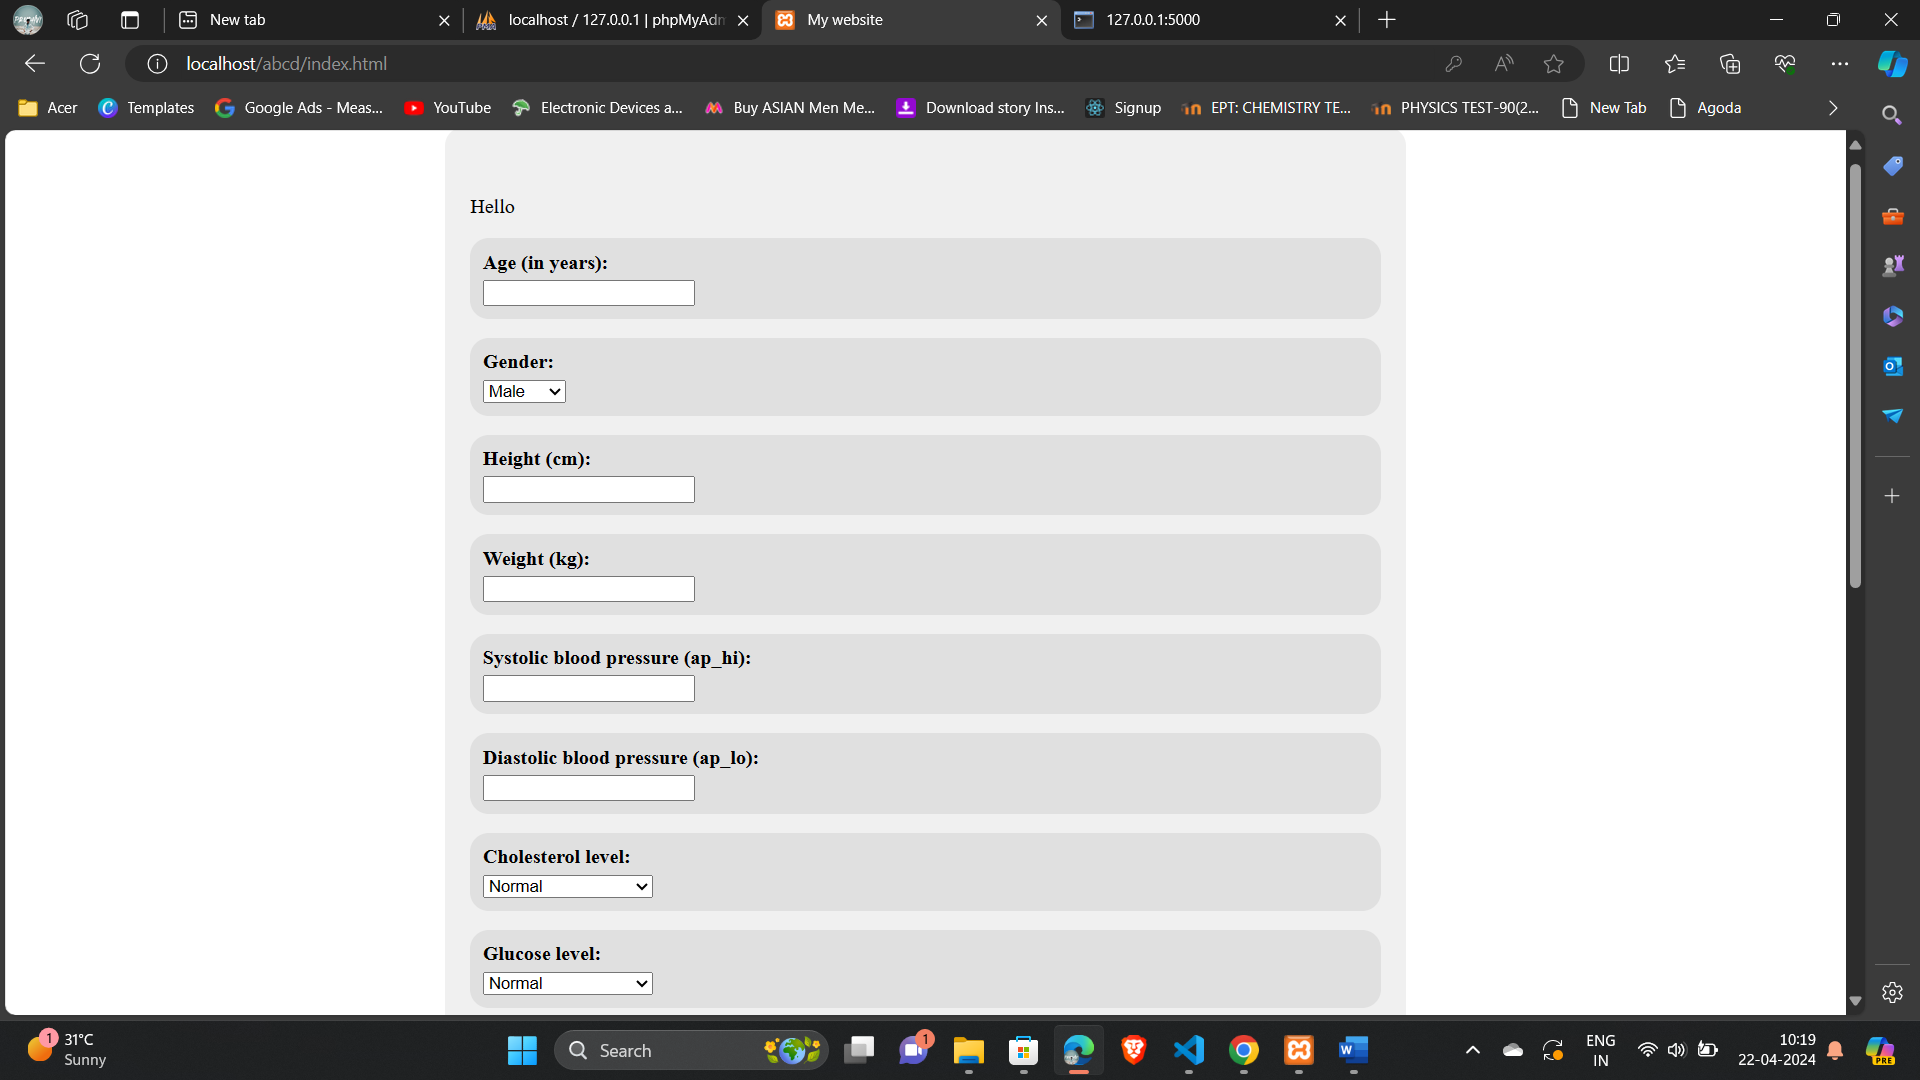 New tab
localhost / 127.0.0.1 | phpMyAdm
My website
127.0.0.1:5000
localhost/abcd/index.html
Acer
Templates
Google Ads - Meas...
YouTube
Electronic Devices a...
Buy ASIAN Men Me...
Download story Ins...
Signup
EPT: CHEMISTRY TE...
PHYSICS TEST-90(2...
New Tab
Agoda
Hello
Age (in years):
Gender:
Male
Height (cm):
Weight (kg):
Systolic blood pressure (ap_hi):
Diastolic blood pressure (ap_lo):
Cholesterol level:
Normal
Glucose level:
Normal
1
31°C
Sunny
Search
1
ENG
IN
10:19
22-04-2024
PRE